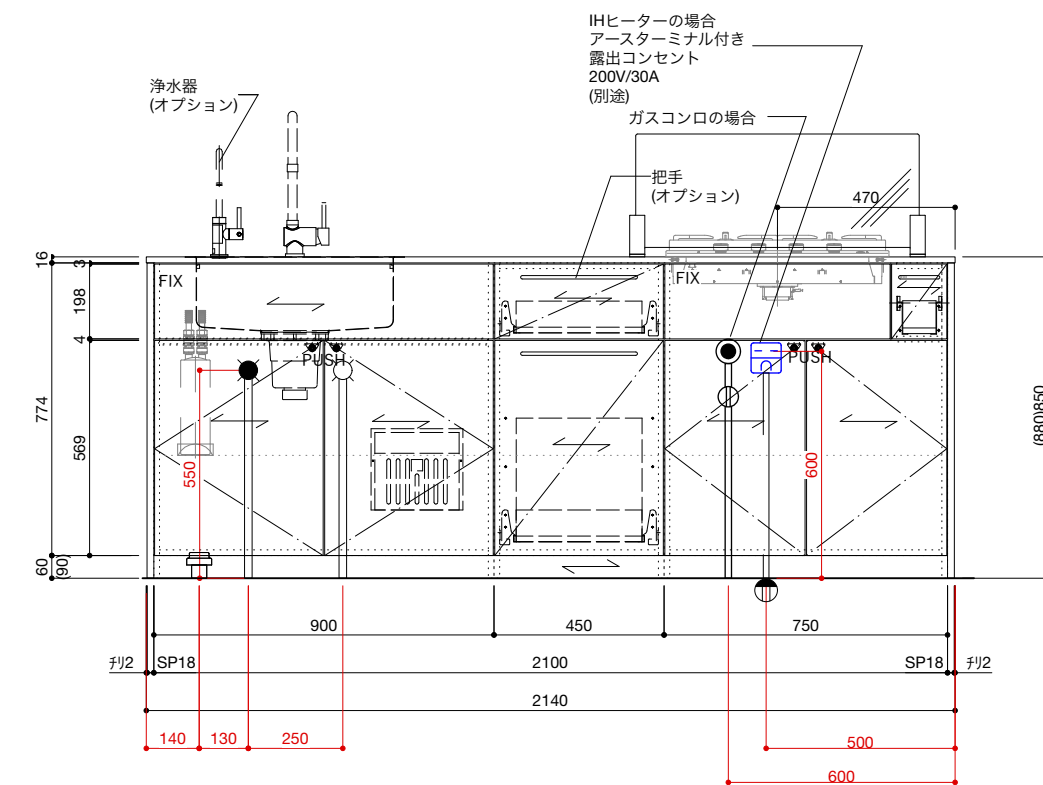 IHヒーターの場合
アースターミナル付き
露出コンセント
200V/30A
(別途)
ガスコンロの場合
浄水器
(オプション)
把手
(オプション)
470
16
3
FIX
FIX
198
4
PUSH
PUSH
774
569
550
600
(880)850
60
(90)
900
450
750
ﾁﾘ2
SP18
2100
SP18
ﾁﾘ2
2140
140
130
250
500
600